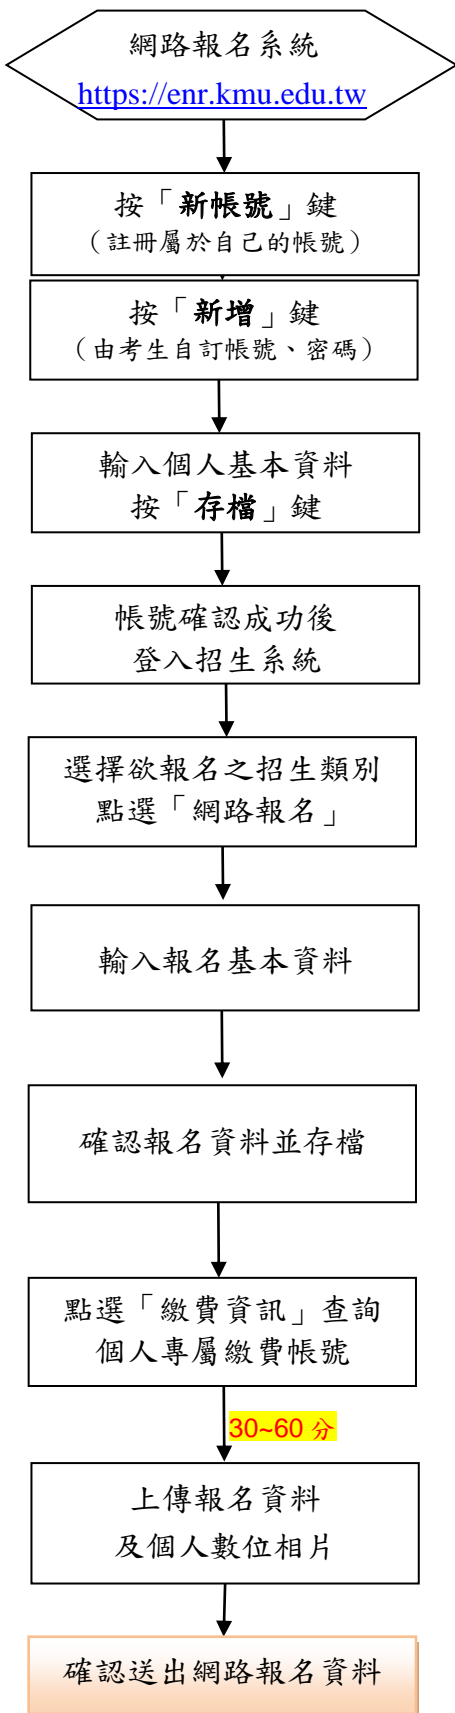 網路報名系統
https://enr.kmu.edu.tw
按「新帳號」鍵
（註冊屬於自己的帳號）
按「新增」鍵
（由考生自訂帳號、密碼）
輸入個人基本資料
按「存檔」鍵
帳號確認成功後
登入招生系統
選擇欲報名之招生類別
點選「網路報名」
輸入報名基本資料
確認報名資料並存檔
點選「繳費資訊」查詢
個人專屬繳費帳號
30~60 分
上傳報名資料
及個人數位相片
確認送出網路報名資料